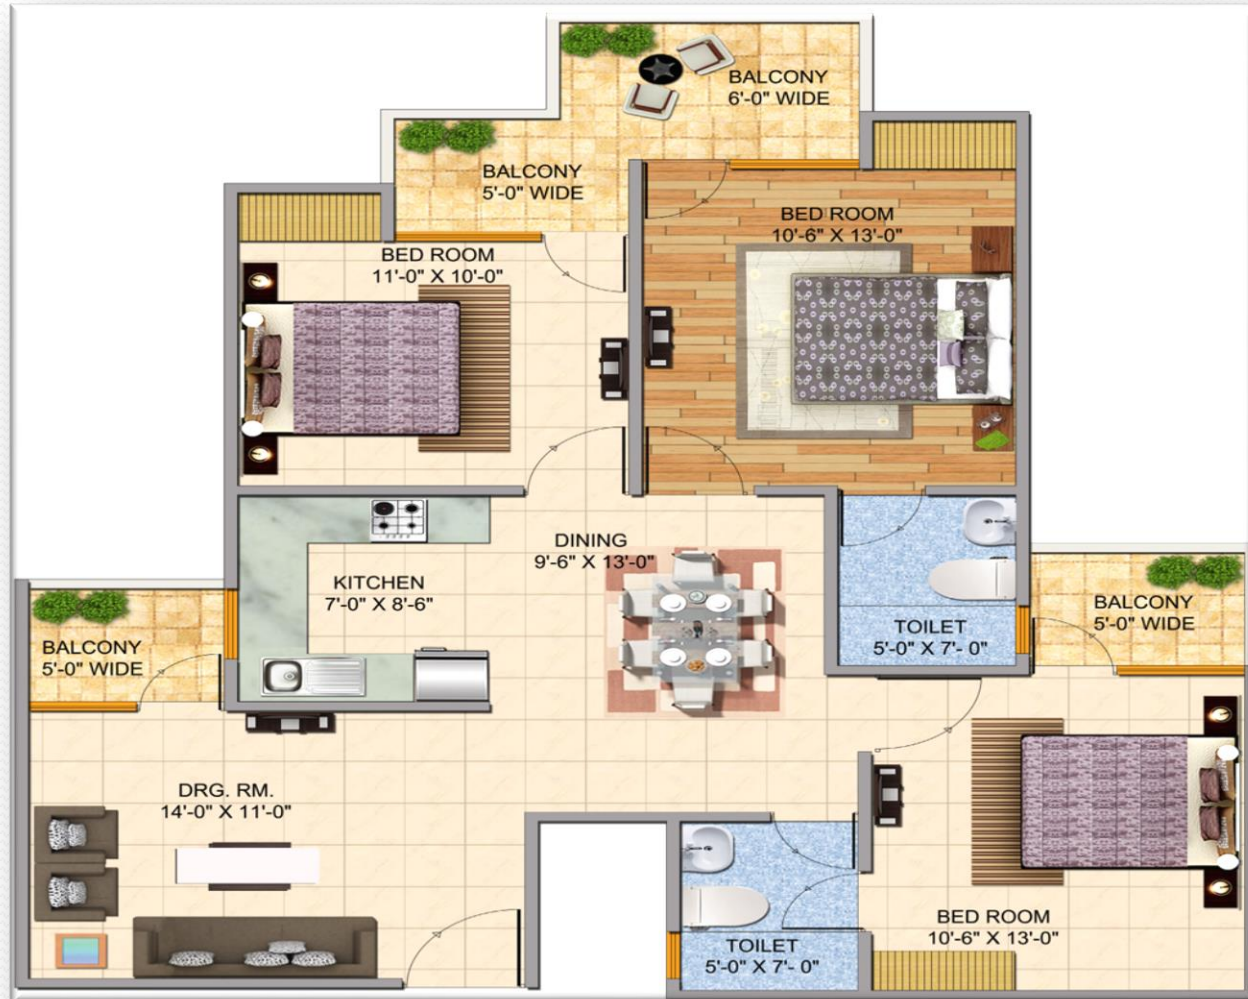 BALCONY
6'-0" WIDE
BALCONY
5'-0" WIDE
BED ROOM
10'-6" X 13'-0"
BED ROOM
11'-0" X 10'-0"
DINING
9'-6" X 13'-0"
KITCHEN
7'-0" X 8'-6"
BALCONY
5'-0" WIDE
TOILET
5'-0" X 7'- 0"
BALCONY
5'-0" WIDE
DRG. RM.
14'-0" X 11'-0"
BED ROOM
10'-6" X 13'-0"
TOILET
5'-0" X 7'- 0"